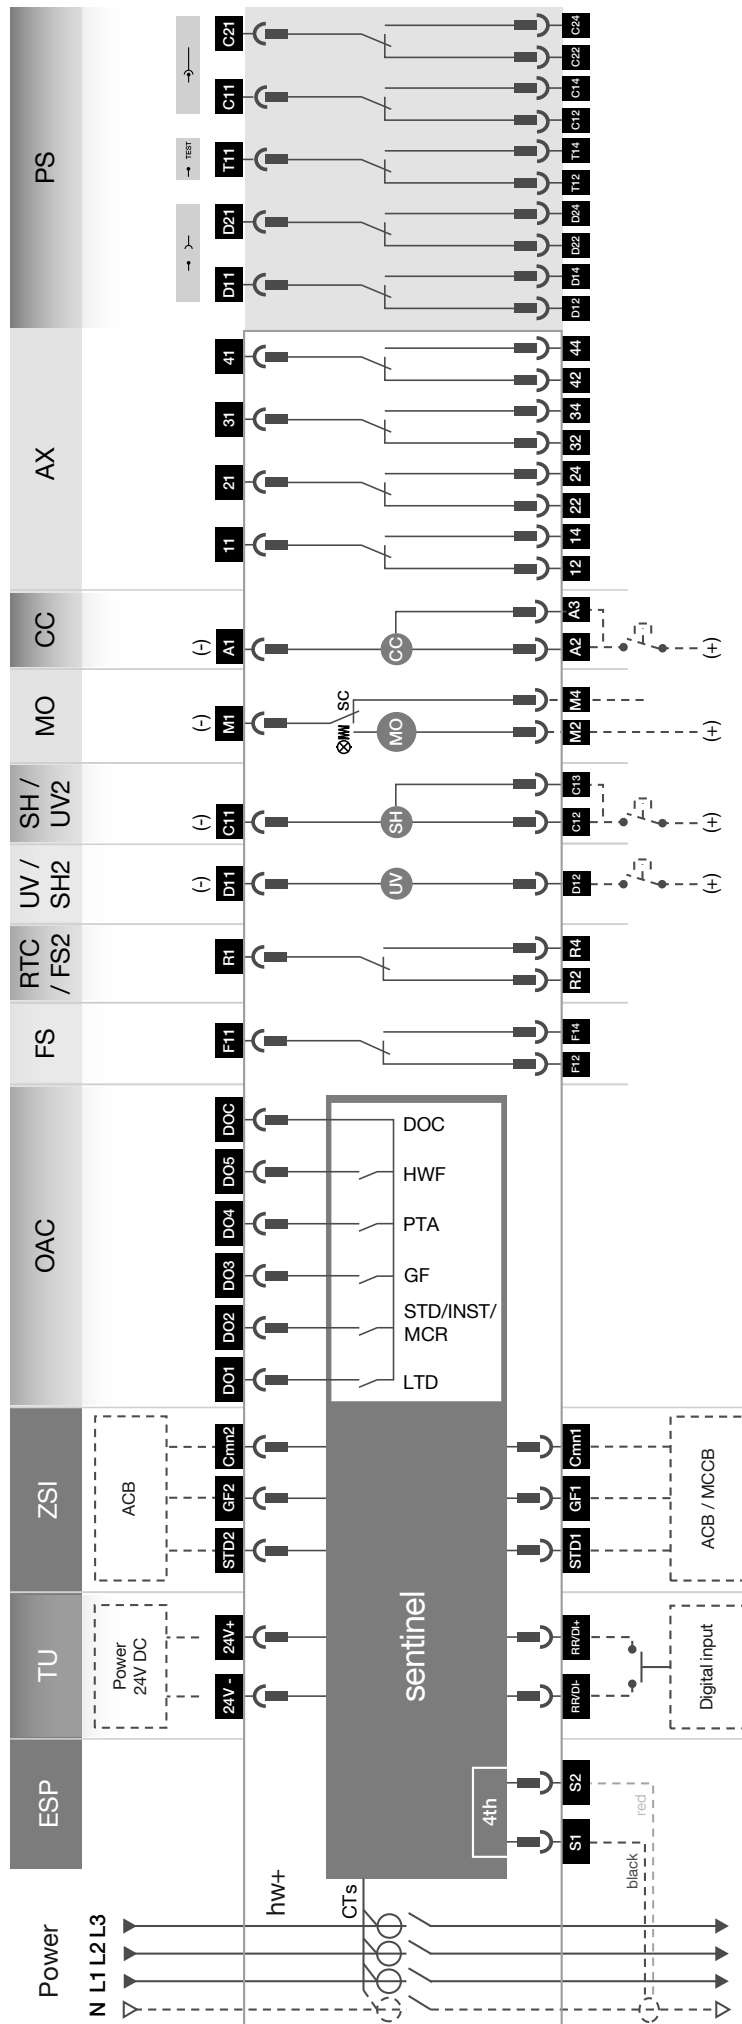 PS
AX
CC
MO
SH /
UV2
UV /
SH2
RTC
/ FS2
FS
OAC
ZSI
TU
ESP
Power
C21
C11
TEST
T11
D21
D11
C24
C22
C14
C12
T14
T12
D24
D22
D14
D12
41
31
21
11
44
42
34
32
24
22
14
12
(-)
A1
CC
A3
A2
(+)
(-)
M1
SC
MO
M4
M2
(+)
(-)
C11
SH
C13
C12
(+)
(-)
D11
UV
D12
(+)
R1
R4
R2
F11
F14
F12
DOC
DO5
DO4
DO3
DO2
DO1
DOC
HWF
PTA
GF
STD/INST/
MCR
LTD
ACB
Cmn2
GF2
STD2
Cmn1
GF1
STD1
ACB / MCCB
Power
24V DC
24V+
24V -
sentinel
RR/DI+
RR/DI-
Digital input
4th
S2
S1
red
black
hw+
CTs
N L1 L2 L3